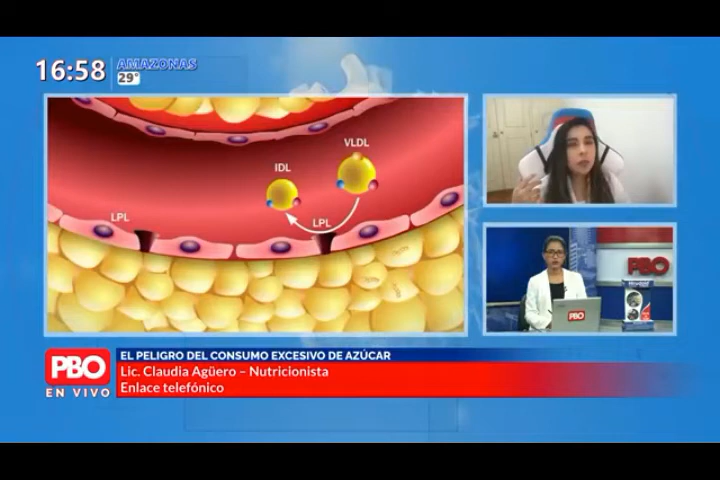 16:58
AMAZONAS
29°
VLDL
IDL
LPL
LPL
PBO
PBO
PBO
EN VIVO
EL PELIGRO DEL CONSUMO EXCESIVO DE AZÚCAR
Lic. Claudia Agüero – Nutricionista
Enlace telefónico